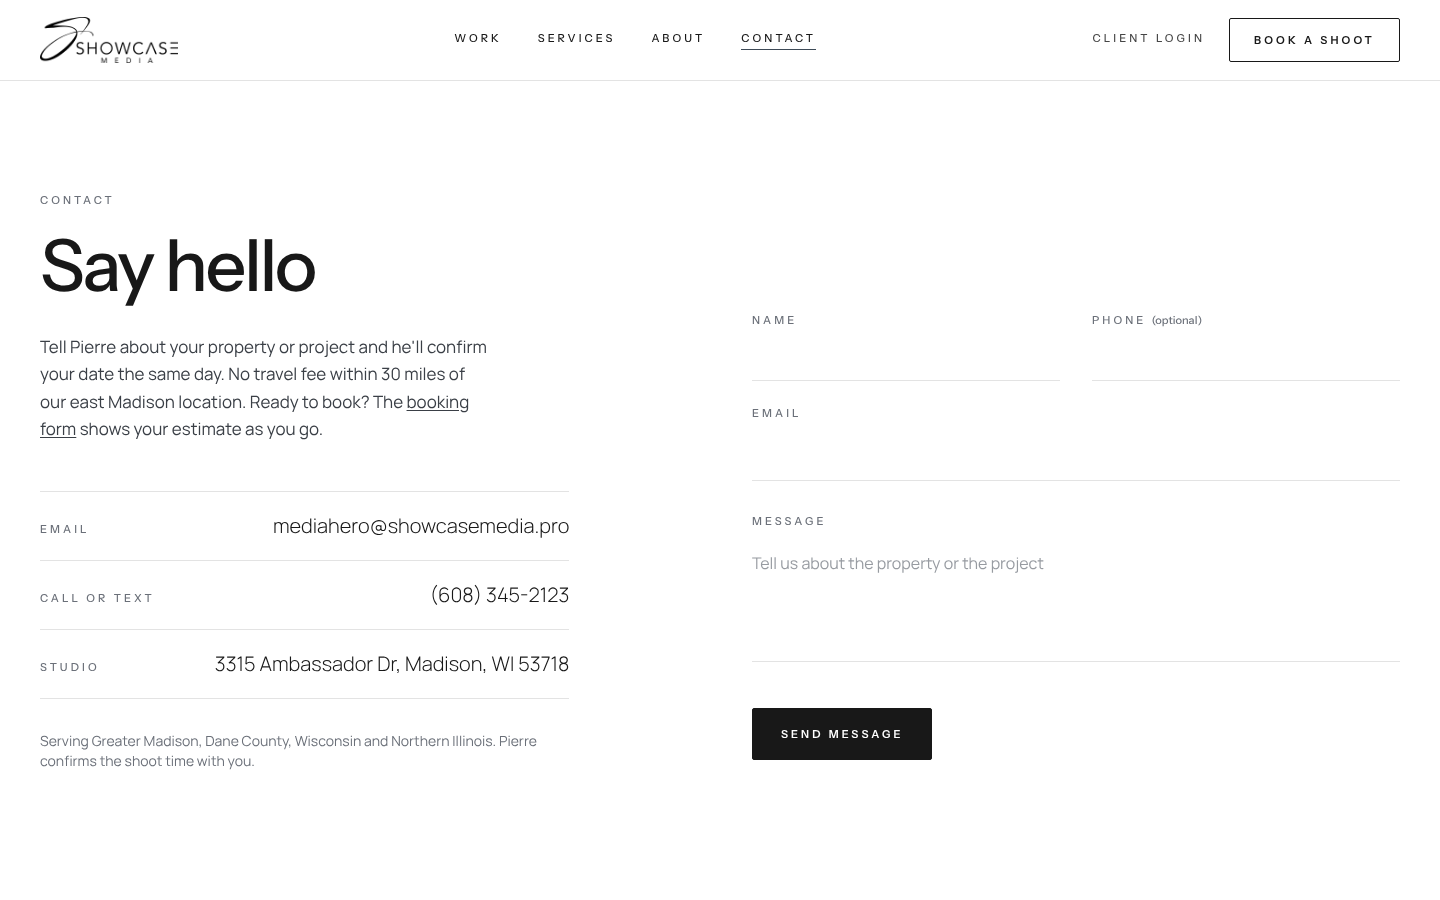 SHOWCASE
MEDIA
WORK
SERVICES
ABOUT
CONTACT
CLIENT LOGIN
BOOK A SHOOT
CONTACT
Say hello
Tell Pierre about your property or project and he'll confirm
your date the same day. No travel fee within 30 miles of
our east Madison location. Ready to book? The booking
form shows your estimate as you go.
EMAIL
mediahero@showcasemedia.pro
CALL OR TEXT
(608) 345-2123
STUDIO
3315 Ambassador Dr, Madison, WI 53718
Serving Greater Madison, Dane County, Wisconsin and Northern Illinois. Pierre
confirms the shoot time with you.
NAME
PHONE (optional)
EMAIL
MESSAGE
Tell us about the property or the project
SEND MESSAGE